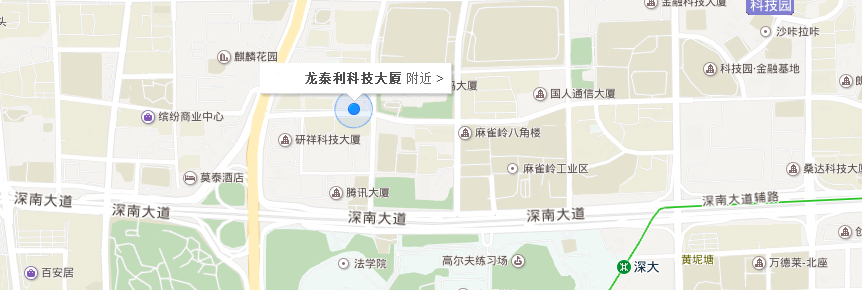 金融科技大厦
科技园
头
沙咔拉咔
麒麟花园
科技园·金融基地
龙泰利科技大厦 附近 >
大厦
国人通信大厦
缤纷商业中心
研祥科技大厦
麻雀岭八角楼
莫泰酒店
麻雀岭工业区
桑达科技大厦
腾讯大厦
深南大道
深南大道
深南大道
深南大道
深南大道辅路
百安居
法学院
高尔夫练习场
深大
黄坭塘
万德莱-北座